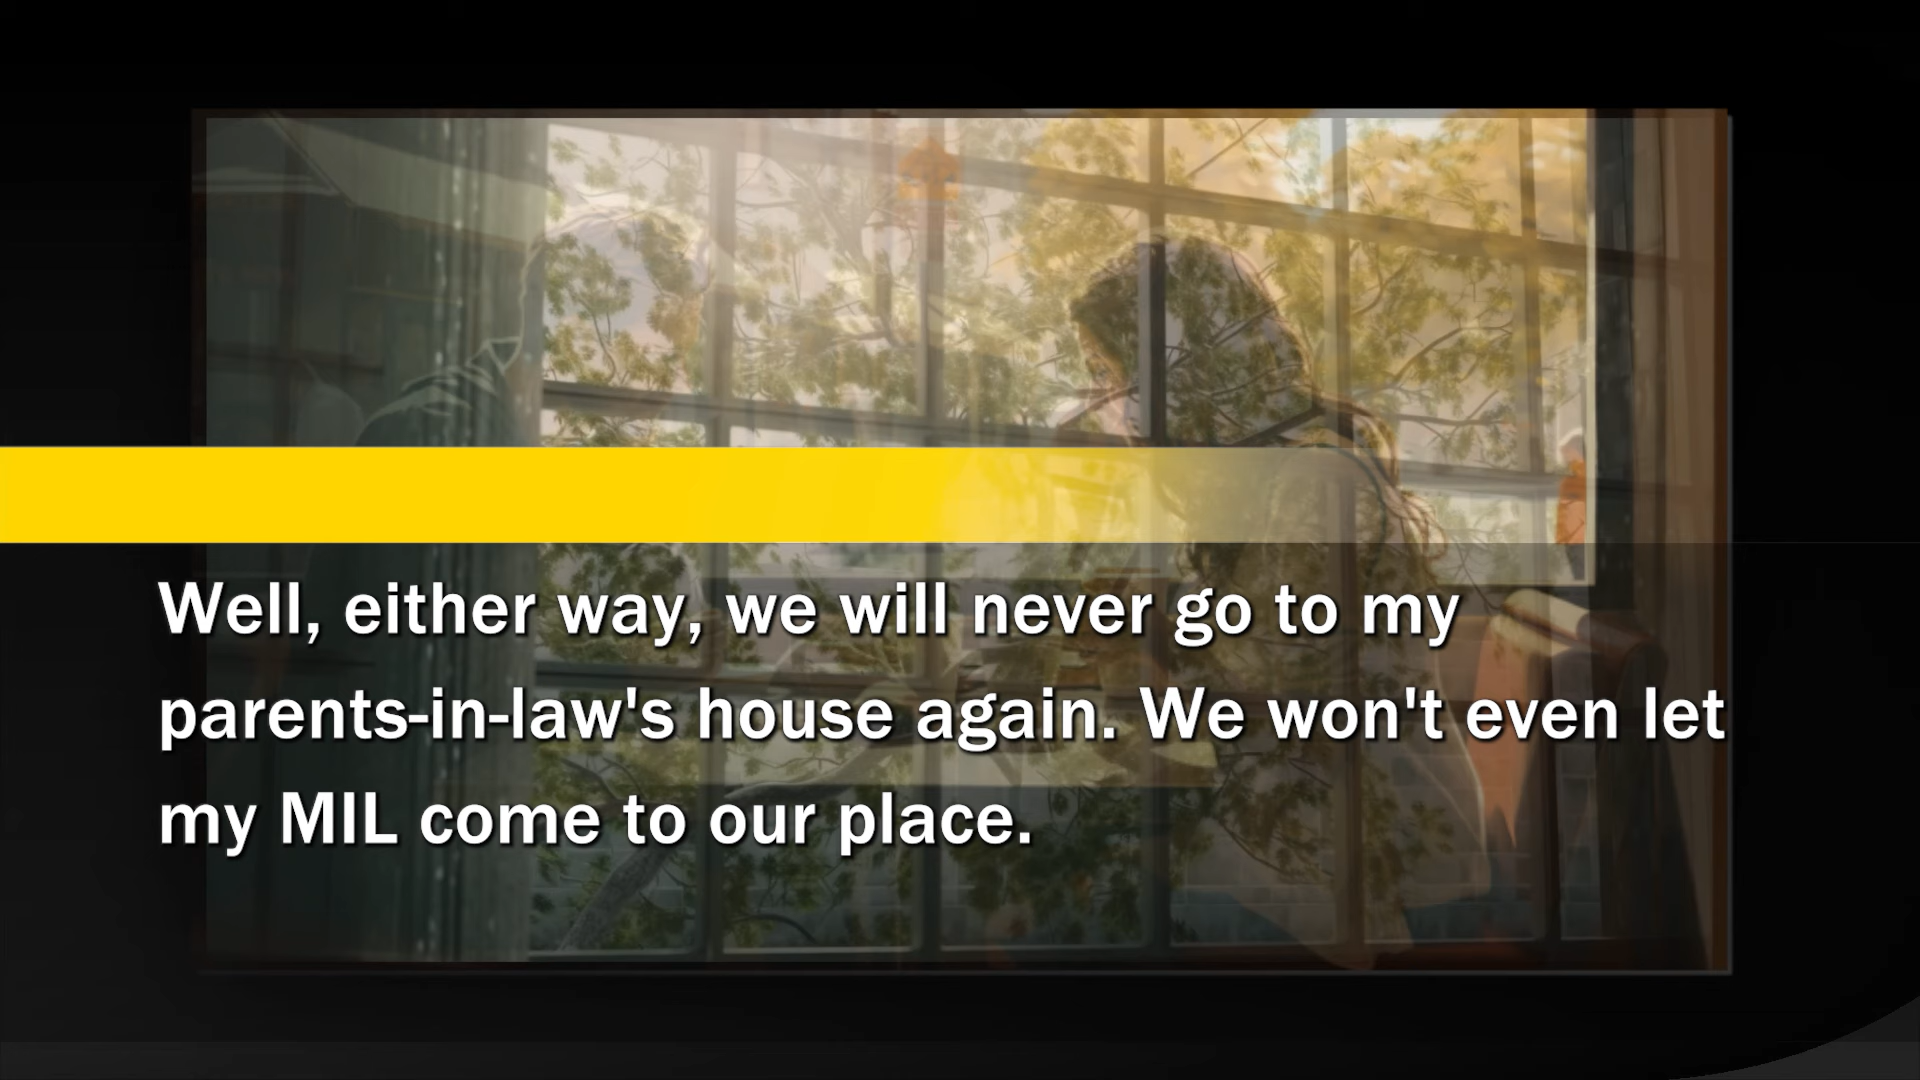 Well, either way, we will never go to my
parents-in-law's house again. We won't even let
my MIL come to our place.